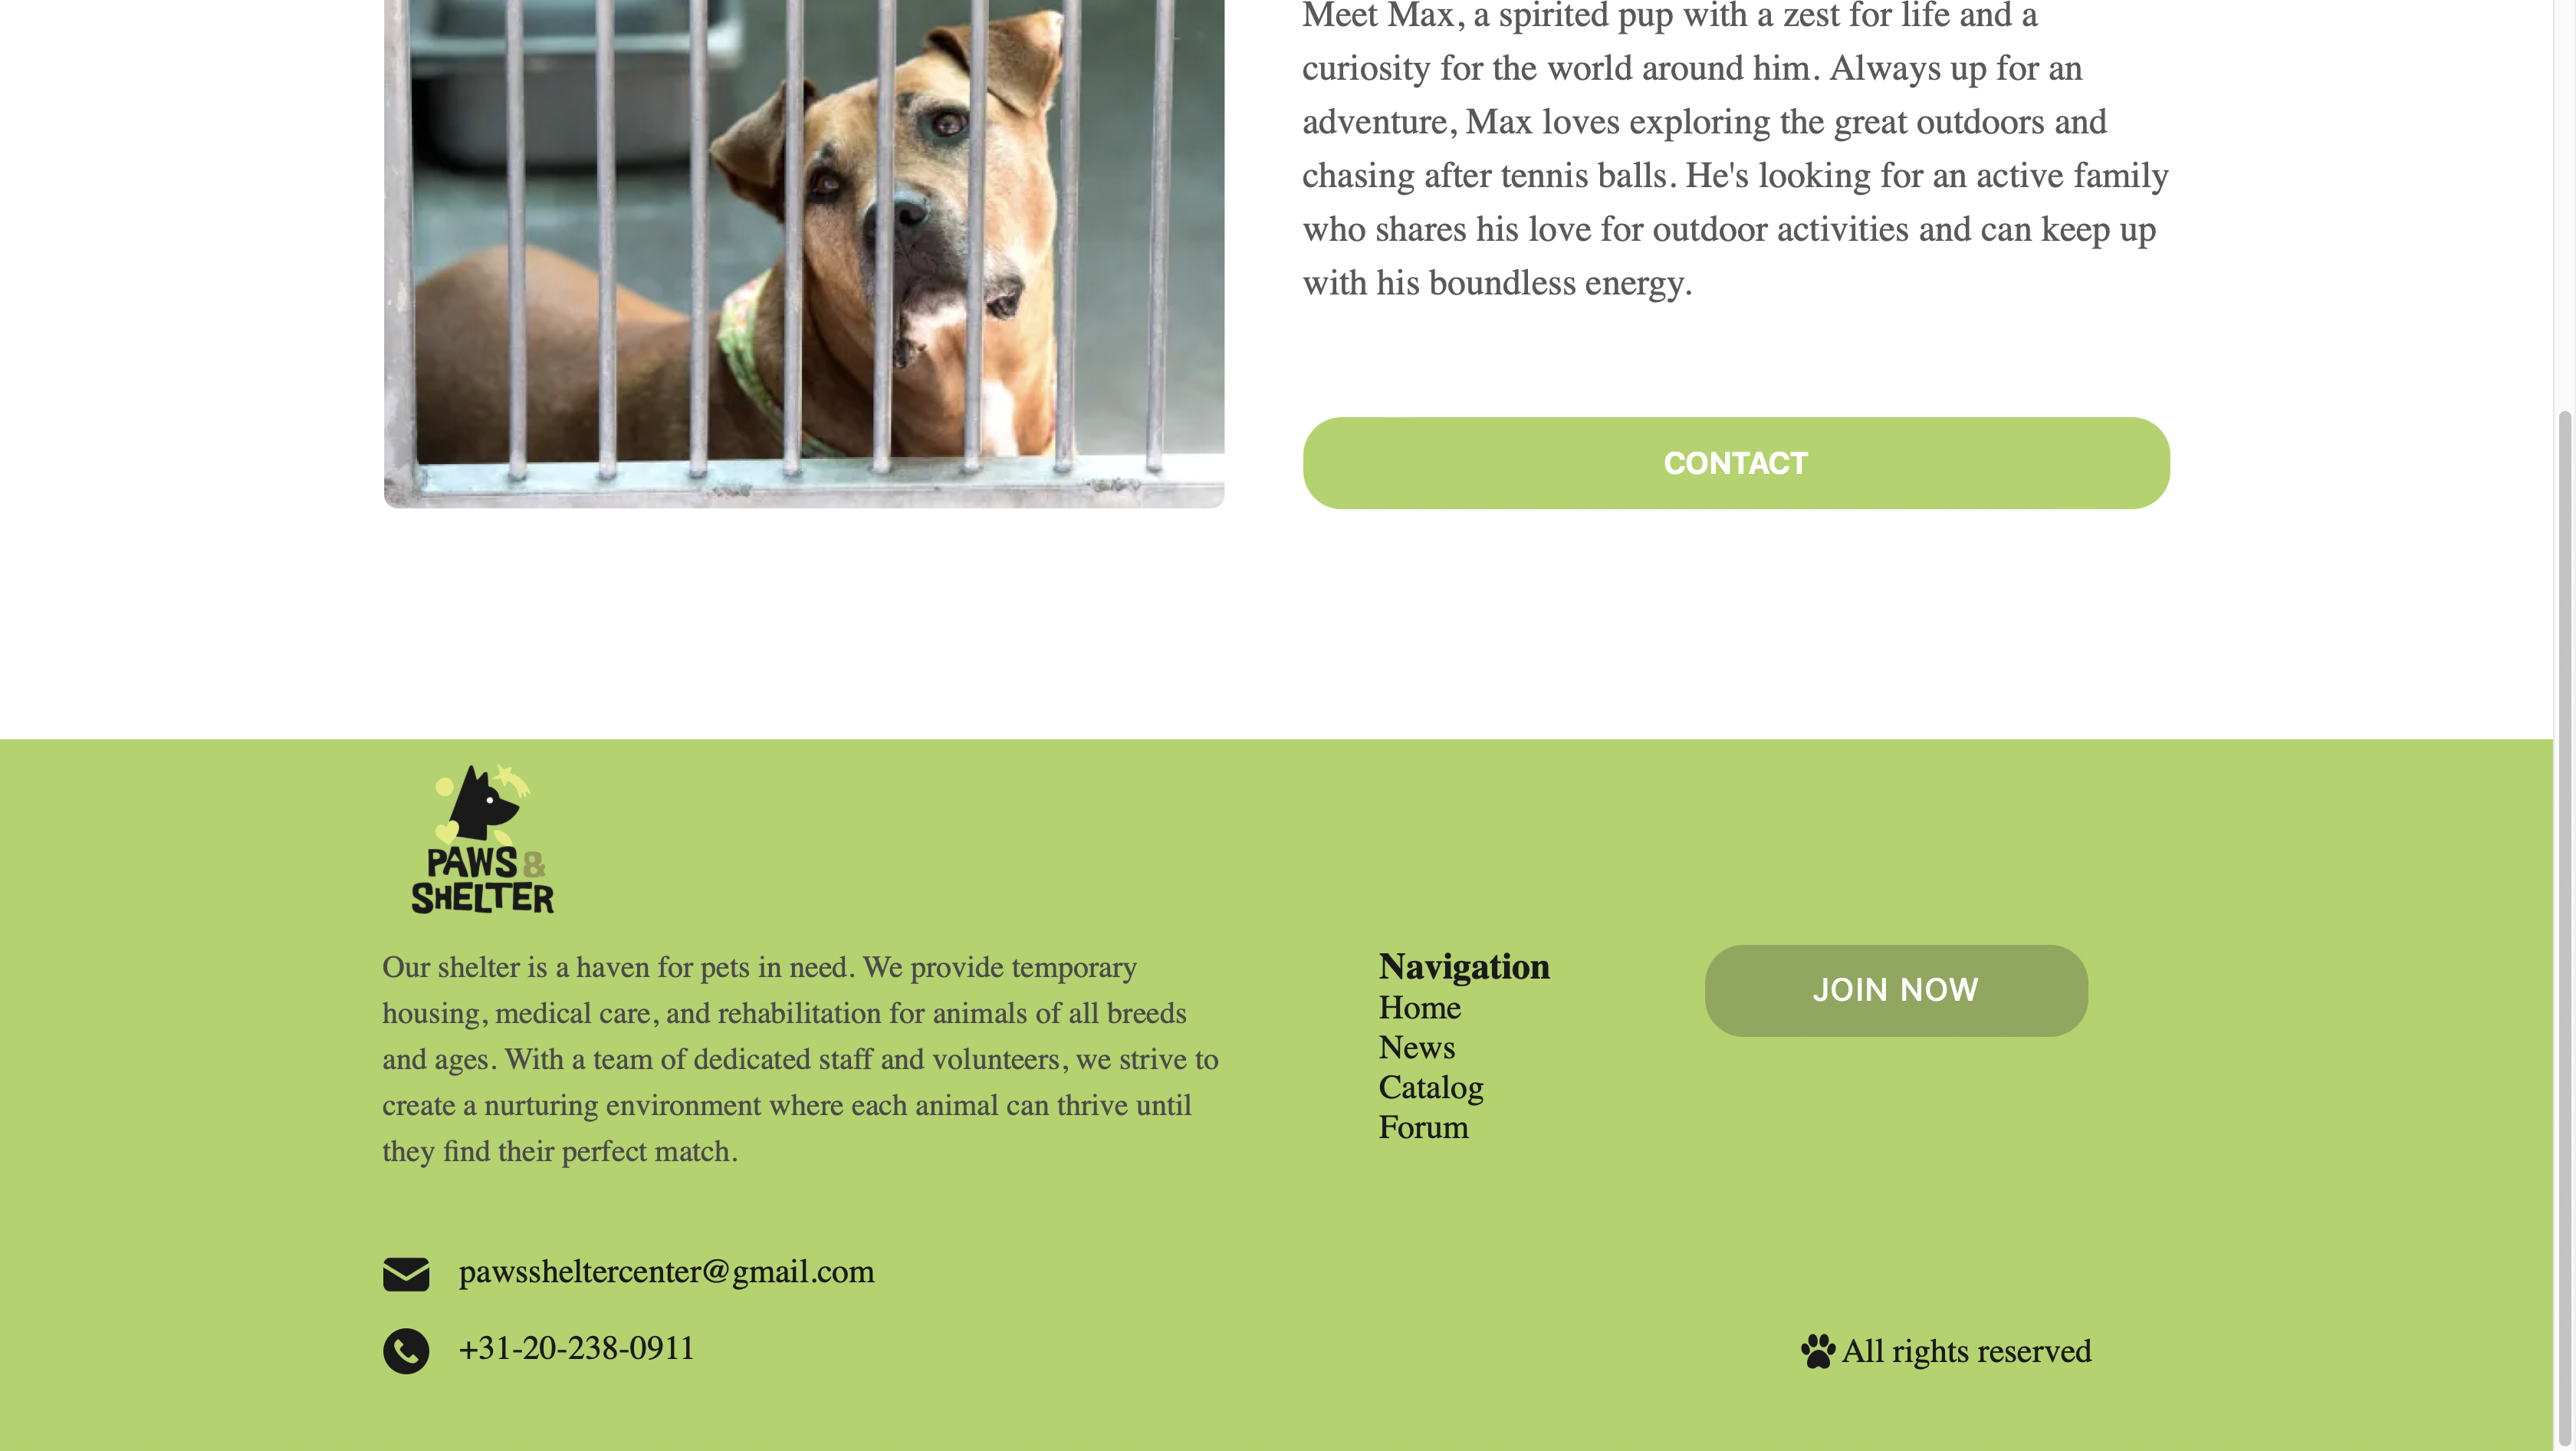 Meet Max, a spirited pup with a zest for life and a
curiosity for the world around him. Always up for an
adventure, Max loves exploring the great outdoors and
chasing after tennis balls. He's looking for an active family
who shares his love for outdoor activities and can keep up
with his boundless energy.
CONTACT
PAWS &
SHELTER
Our shelter is a haven for pets in need. We provide temporary
housing, medical care, and rehabilitation for animals of all breeds
and ages. With a team of dedicated staff and volunteers, we strive to
create a nurturing environment where each animal can thrive until
they find their perfect match.
pawssheltercenter@gmail.com
+31-20-238-0911
Navigation
Home
News
Catalog
Forum
JOIN NOW
All rights reserved